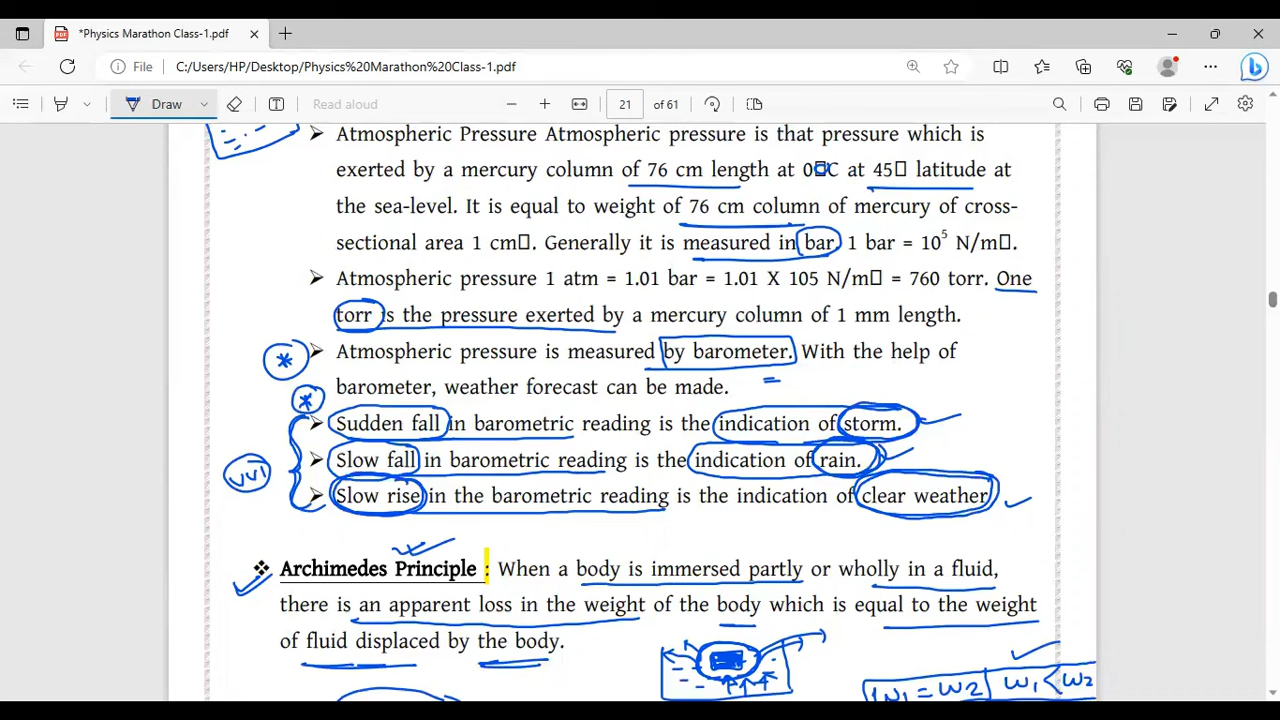 *Physics Marathon Class-1.pdf
File C:/Users/HP/Desktop/Physics%20Marathon%20Class-1.pdf
Draw Read aloud 21 of 61
Atmospheric Pressure Atmospheric pressure is that pressure which is
exerted by a mercury column of 76 cm length at 0□C at 45□ latitude at
the sea-level. It is equal to weight of 76 cm column of mercury of cross-
sectional area 1 cm□. Generally it is measured in bar. 1 bar = 10⁵ N/m□.
Atmospheric pressure 1 atm = 1.01 bar = 1.01 X 105 N/m□ = 760 torr. One
torr is the pressure exerted by a mercury column of 1 mm length.
Atmospheric pressure is measured by barometer. With the help of
barometer, weather forecast can be made.
Sudden fall in barometric reading is the indication of storm.
Slow fall in barometric reading is the indication of rain.
VVI
Slow rise in the barometric reading is the indication of clear weather
Archimedes Principle : When a body is immersed partly or wholly in a fluid,
there is an apparent loss in the weight of the body which is equal to the weight
of fluid displaced by the body.
W1 = W2 W1 < W2